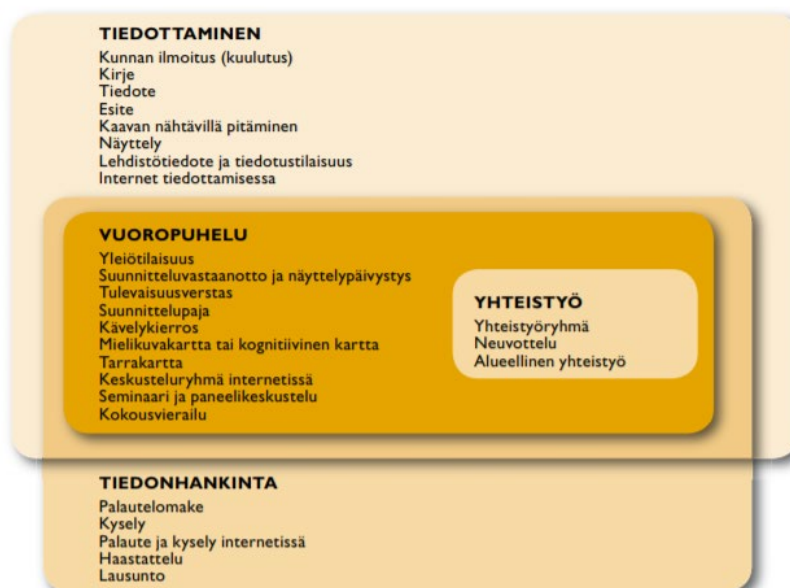 TIEDOTTAMINEN
Kunnan ilmoitus (kuulutus)
Kirje
Tiedote
Esite
Kaavan nähtävillä pitäminen
Näyttely
Lehdistötiedote ja tiedotustilaisuus
Internet tiedottamisessa
VUOROPUHELU
Yleiötilaisuus
Suunnitteluvastaanotto ja näyttelypäivystys
Tulevaisuusverstas
Suunnittelupaja
Kävelykierros
Mielikuvakartta tai kognitiivinen kartta
Tarrakartta
Keskusteluryhmä internetissä
Seminaari ja paneelikeskustelu
Kokousvierailu
YHTEISTYÖ
Yhteistyöryhmä
Neuvottelu
Alueellinen yhteistyö
TIEDONHANKINTA
Palautelomake
Kysely
Palaute ja kysely internetissä
Haastattelu
Lausunto